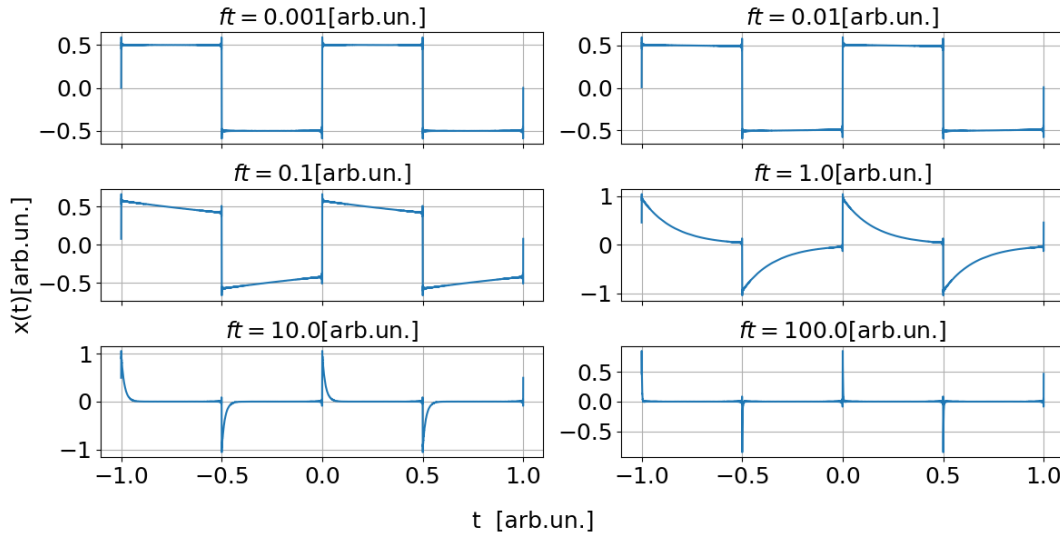 ft = 0.001[arb.un.]
0.5
0.0
−0.5
ft = 0.01[arb.un.]
0.5
0.0
−0.5
ft = 0.1[arb.un.]
0.5
0.0
−0.5
ft = 1.0[arb.un.]
1
0
−1
x(t)[arb.un.]
ft = 10.0[arb.un.]
1
0
−1
−1.0 −0.5 0.0 0.5 1.0
ft = 100.0[arb.un.]
0.5
0.0
−0.5
−1.0 −0.5 0.0 0.5 1.0
t [arb.un.]